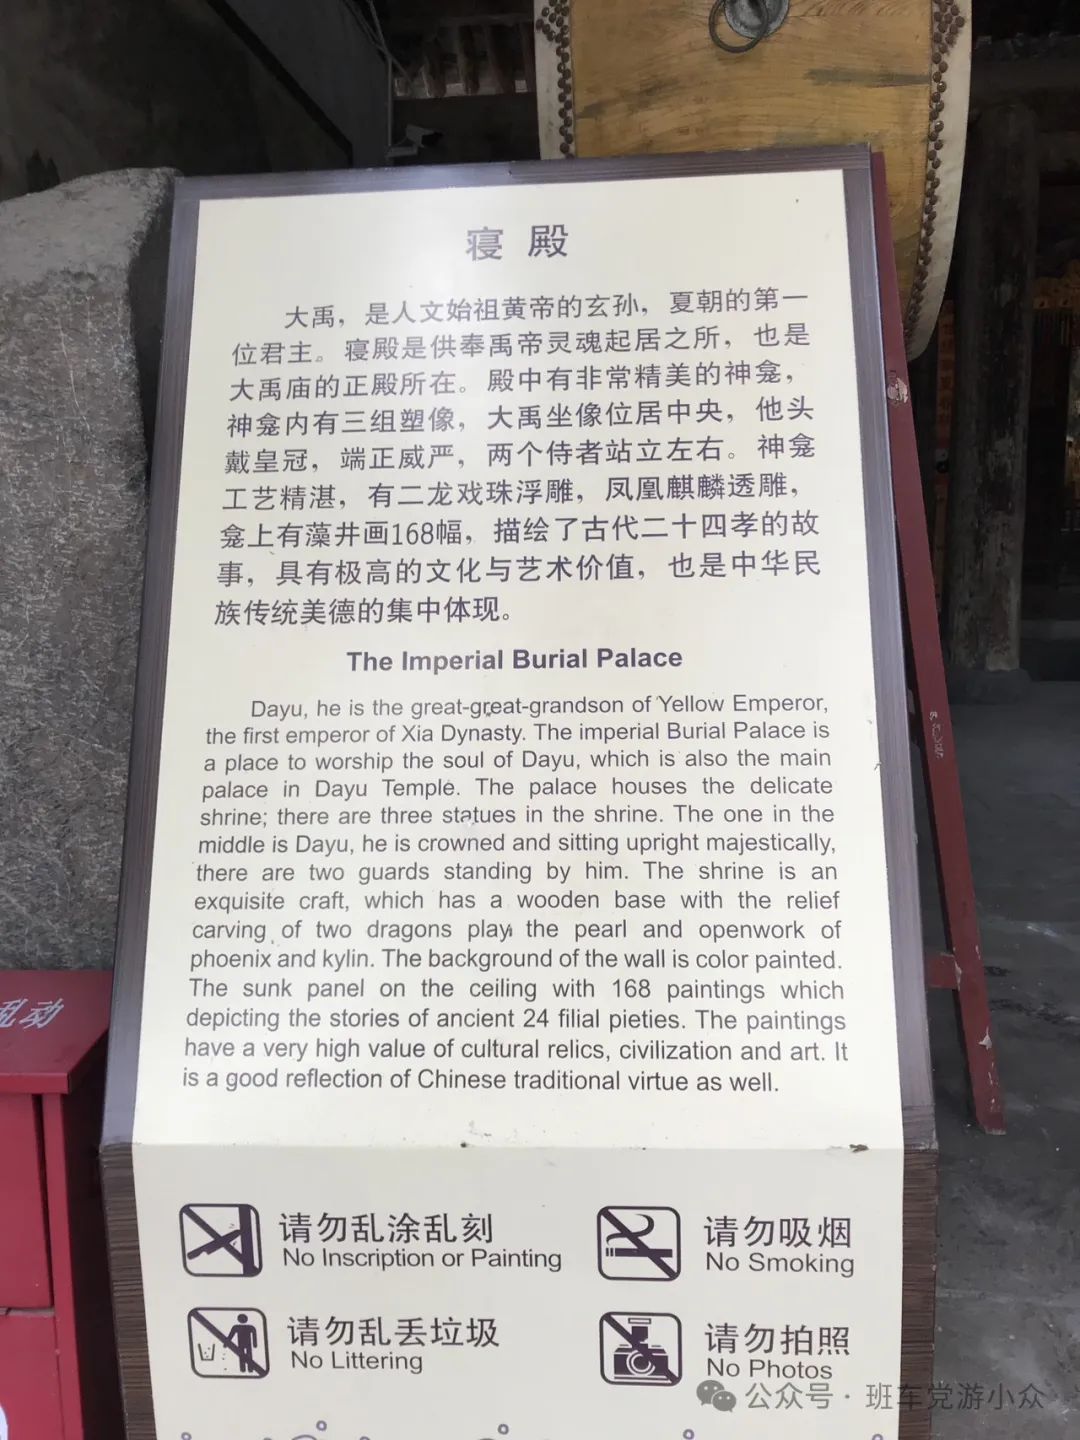 寝殿
大禹，是人文始祖黄帝的玄孙，夏朝的第一
位君主。寝殿是供奉禹帝灵魂起居之所，也是
大禹庙的正殿所在。殿中有非常精美的神龛，
神龛内有三组塑像，大禹坐像位居中央，他头
戴皇冠，端正威严，两个侍者站立左右。神龛
工艺精湛，有二龙戏珠浮雕，凤凰麒麟透雕，
龛上有藻井画168幅，描绘了古代二十四孝的故
事，具有极高的文化与艺术价值，也是中华民
族传统美德的集中体现。
The Imperial Burial Palace
Dayu, he is the great-great-grandson of Yellow Emperor,
the first emperor of Xia Dynasty. The imperial Burial Palace is
a place to worship the soul of Dayu, which is also the main
palace in Dayu Temple. The palace houses the delicate
shrine; there are three statues in the shrine. The one in the
middle is Dayu, he is crowned and sitting upright majestically,
there are two guards standing by him. The shrine is an
exquisite craft, which has a wooden base with the relief
carving of two dragons play the pearl and openwork of
phoenix and kylin. The background of the wall is color painted.
The sunk panel on the ceiling with 168 paintings which
depicting the stories of ancient 24 filial pieties. The paintings
have a very high value of cultural relics, civilization and art. It
is a good reflection of Chinese traditional virtue as well.
乱动
请勿乱涂乱刻
No Inscription or Painting
请勿吸烟
No Smoking
请勿乱丢垃圾
No Littering
请勿拍照
No Photos
公众号·班车党游小众